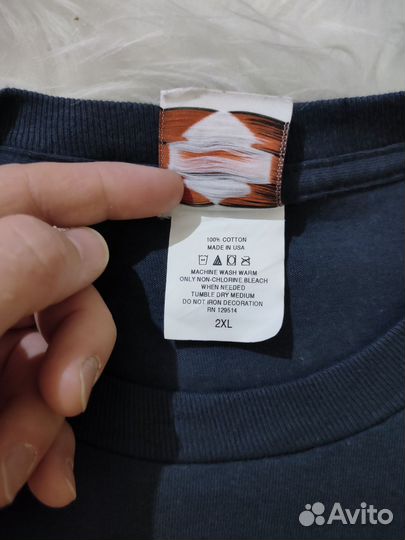 100% COTTON
MADE IN USA
MACHINE WASH WARM
ONLY NON-CHLORINE BLEACH
WHEN NEEDED
TUMBLE DRY MEDIUM
DO NOT IRON DECORATION
RN 129514
2XL
Avito